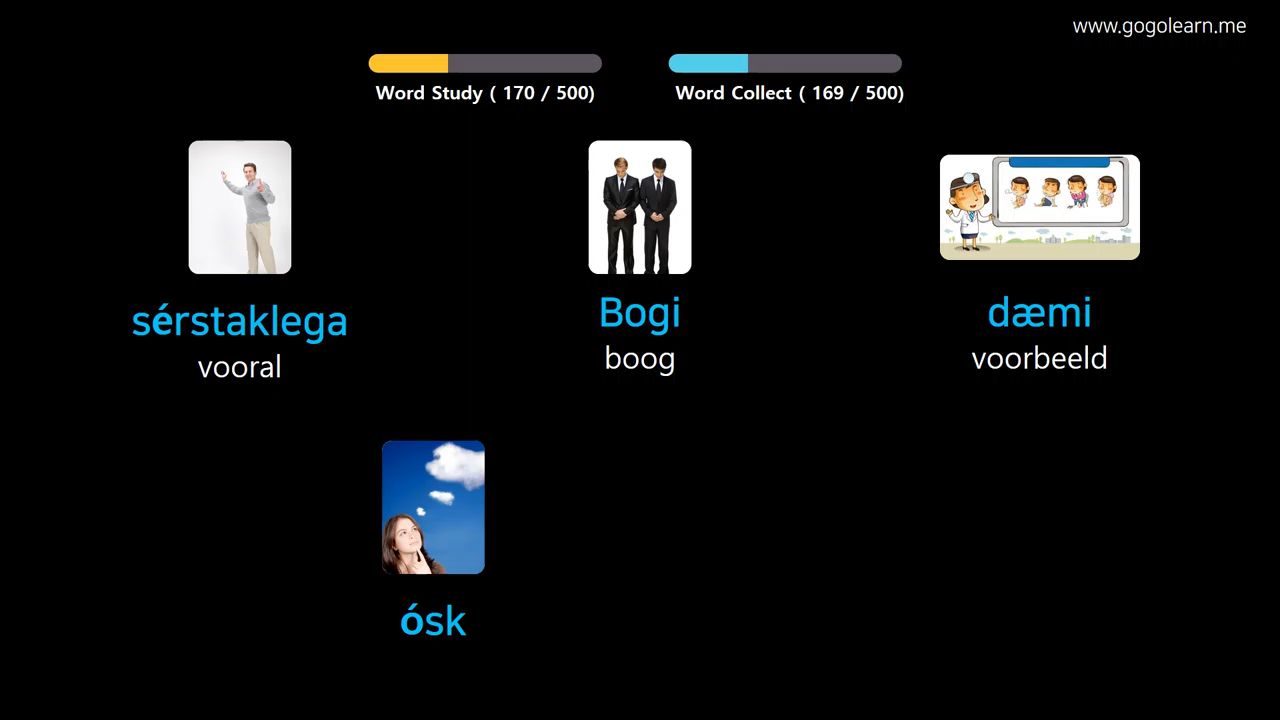 www.gogolearn.me
Word Study ( 170 / 500)
Word Collect ( 169 / 500)
sérstaklega
vooral
Bogi
boog
dæmi
voorbeeld
ósk